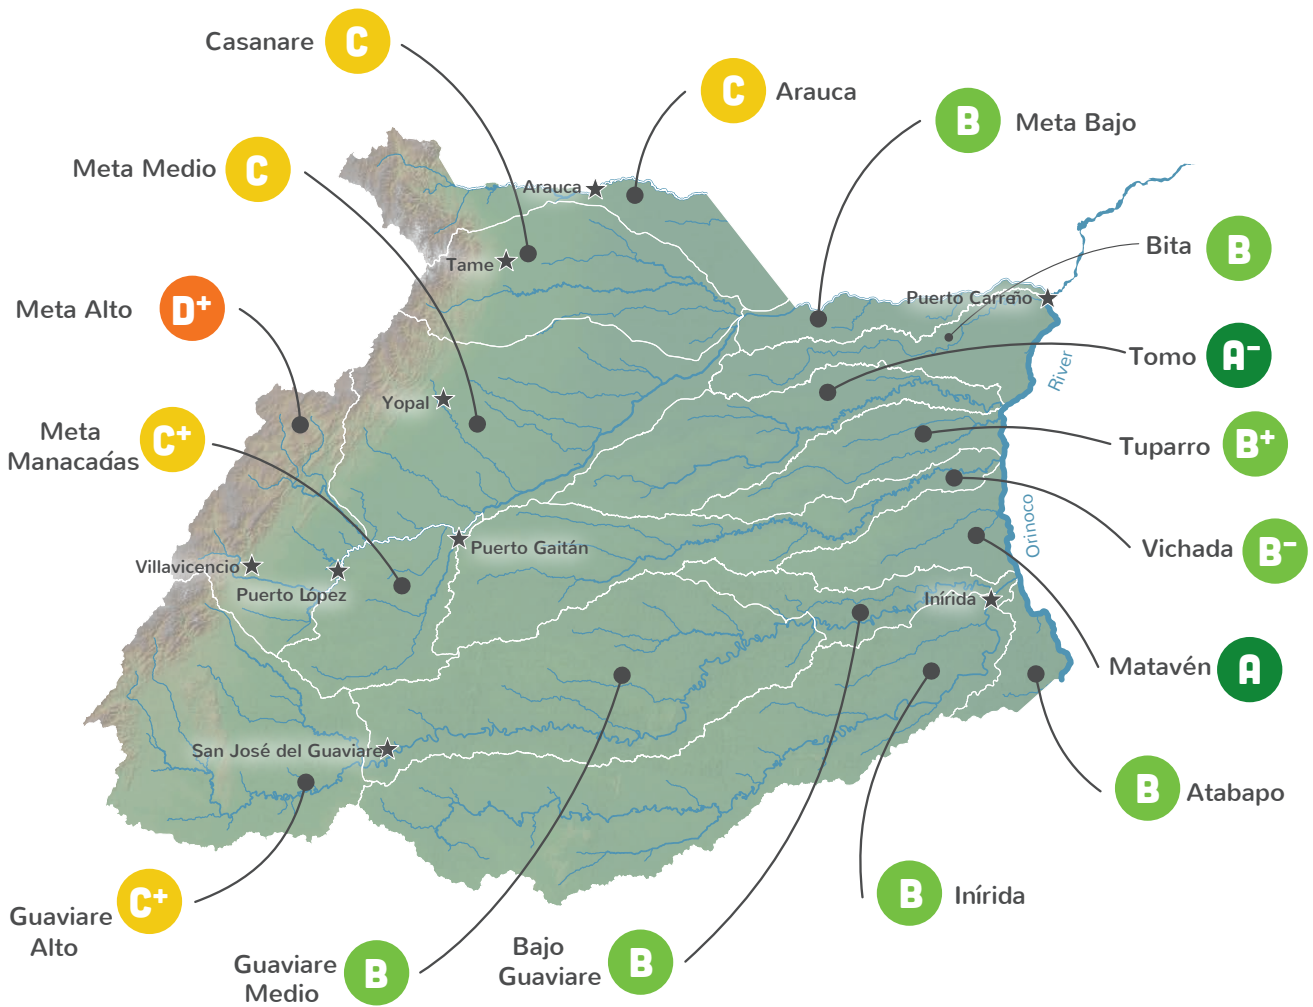 Casanare C
C Arauca
B Meta Bajo
Meta Medio C
Arauca
Bita B
Tame
Meta Alto D+
Puerto Carreño
Tomo A-
River
Yopal
Meta
Manacacías C+
Tuparro B+
Orinoco
Puerto Gaitán
Vichada B-
Villavicencio
Puerto López
Inírida
Matavén A
San José del Guaviare
B Atabapo
Guaviare
Alto C+
B Inírida
Guaviare
Medio B
Bajo
Guaviare B